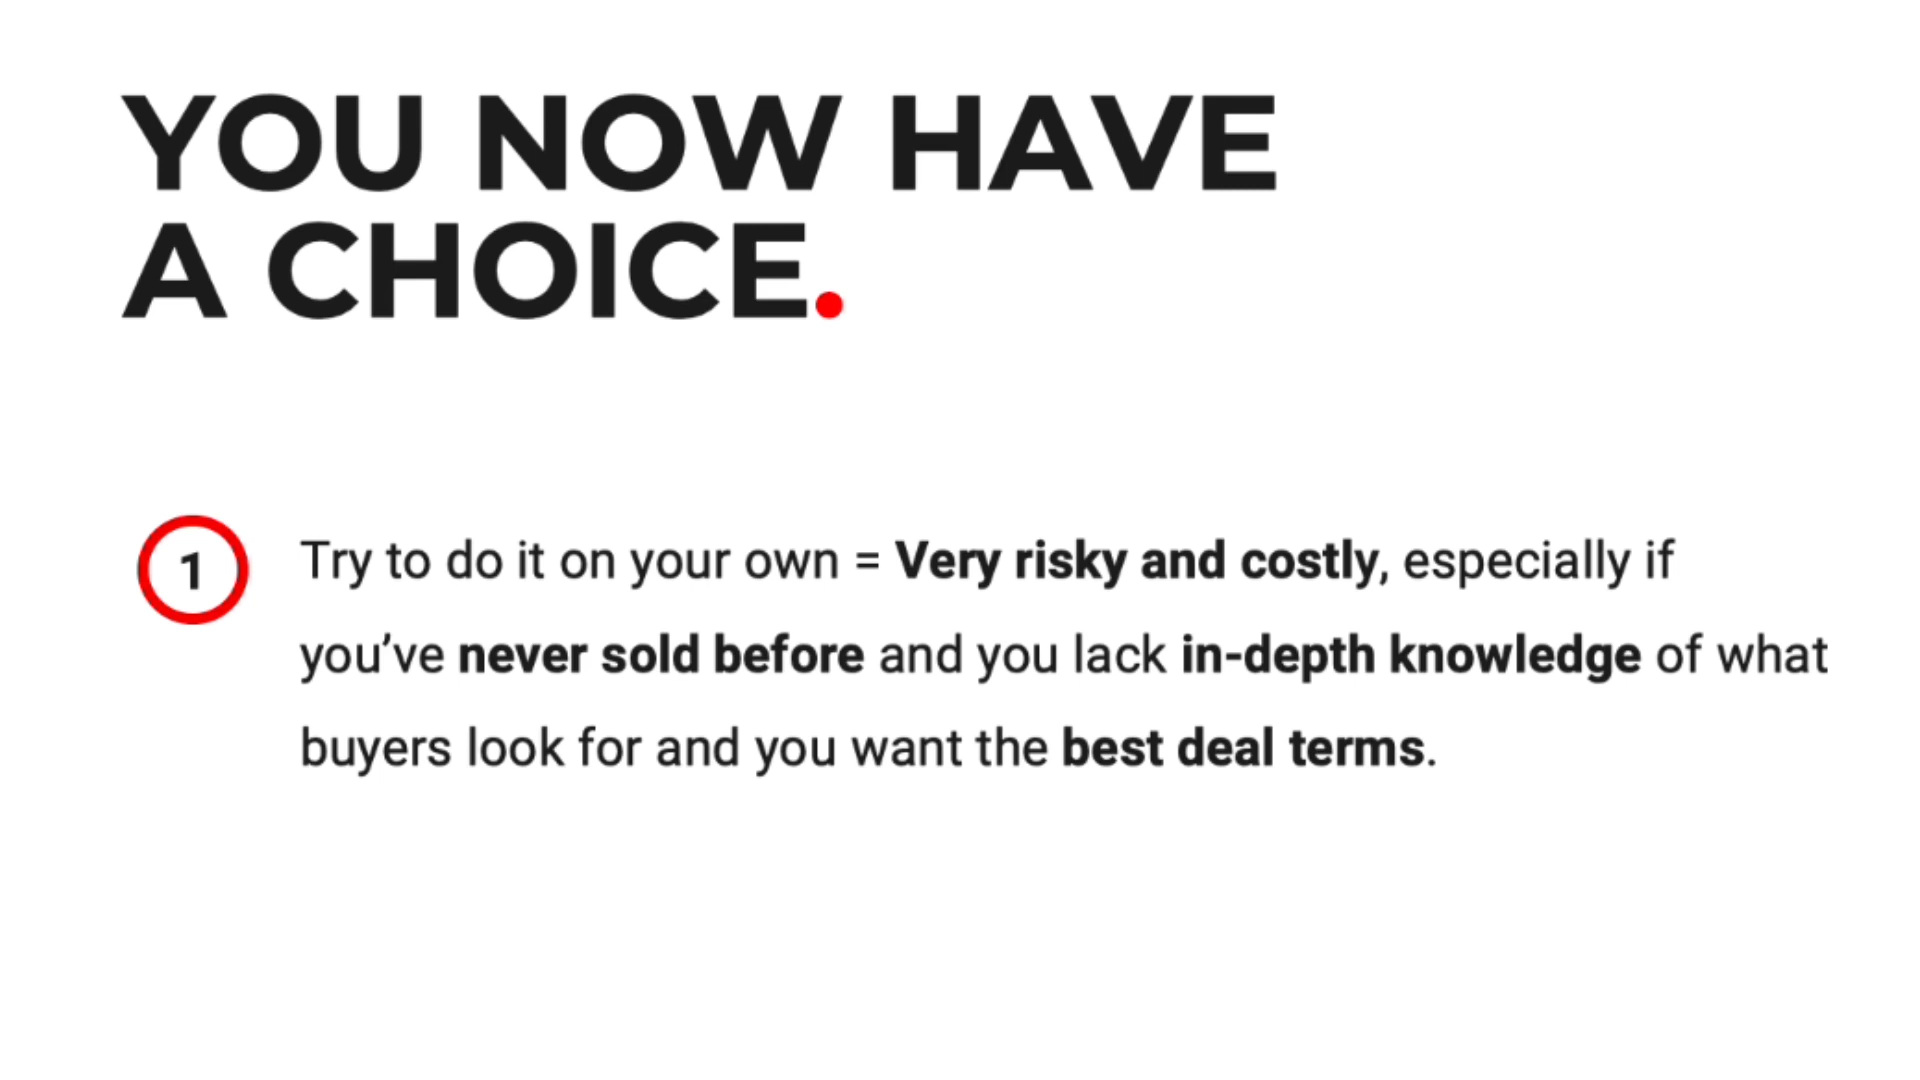 YOU NOW HAVE
A CHOICE.
1
Try to do it on your own = Very risky and costly, especially if
you’ve never sold before and you lack in-depth knowledge of what
buyers look for and you want the best deal terms.